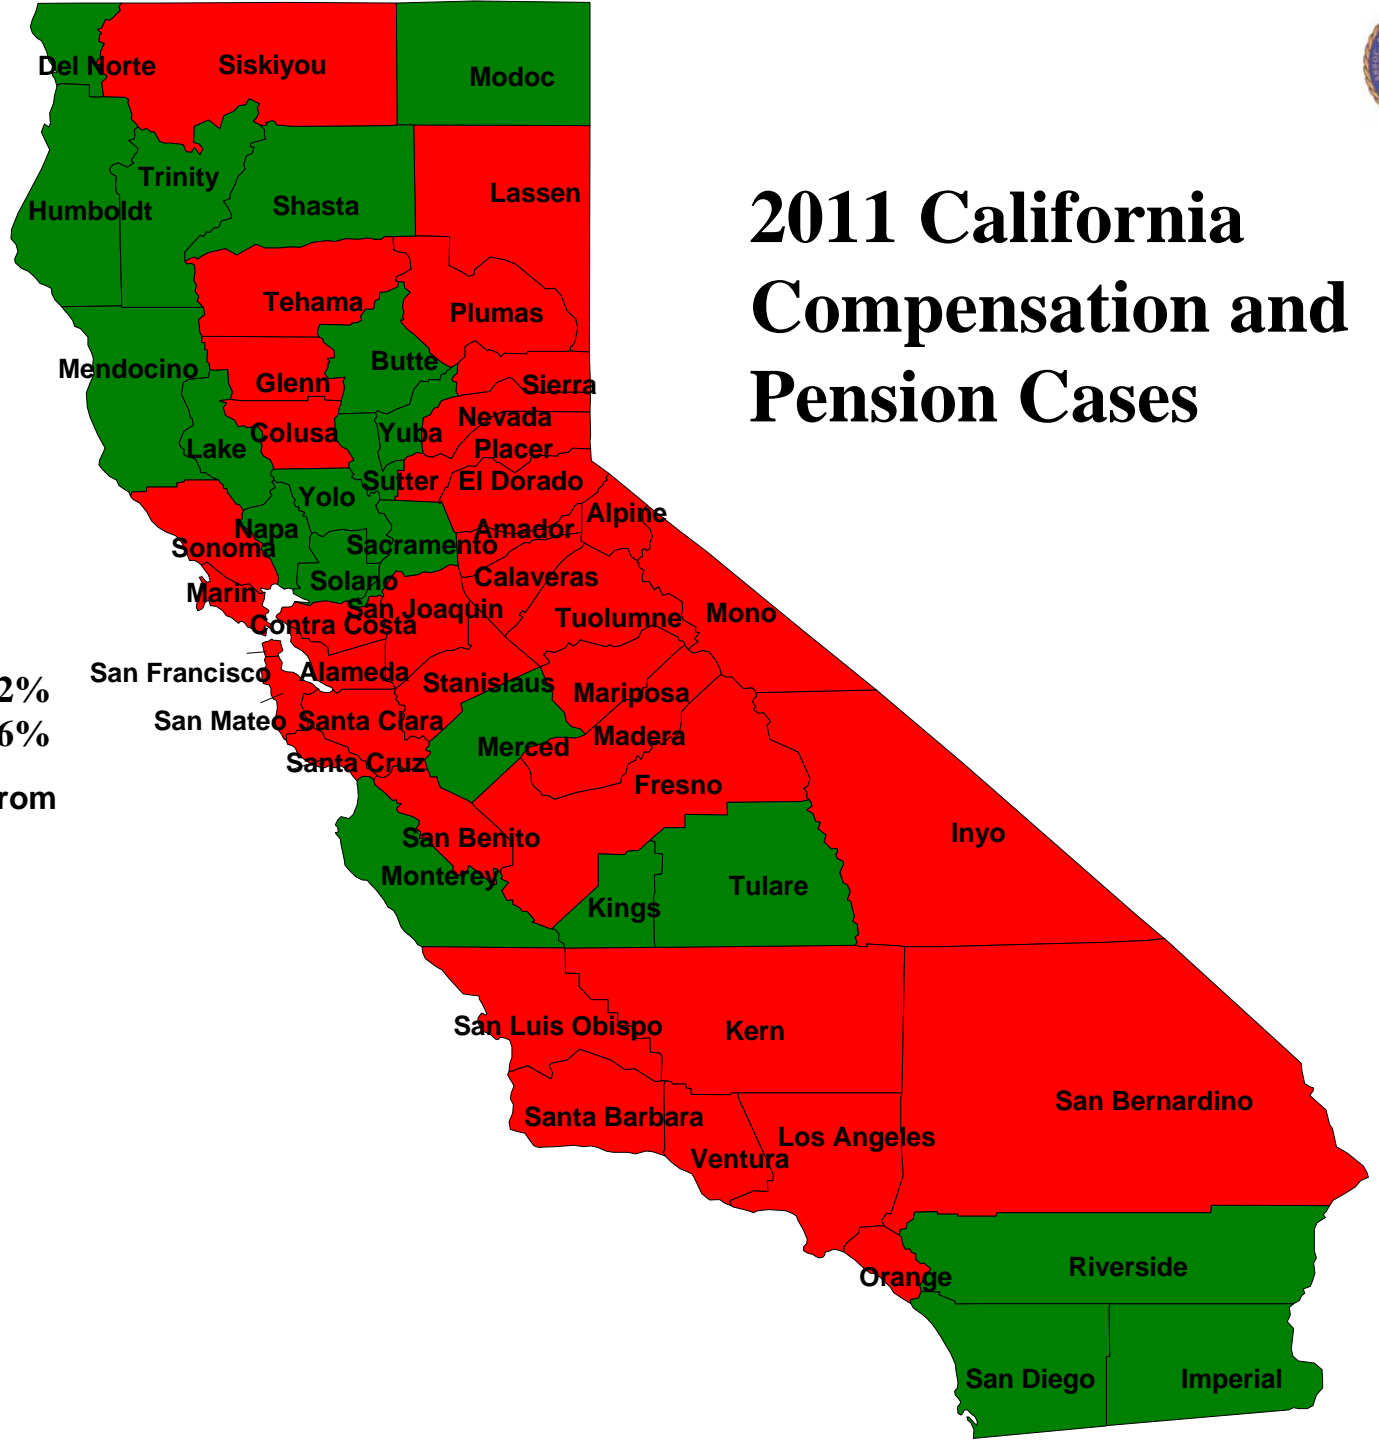 2011 California
Compensation and
Pension Cases
Del Norte
Siskiyou
Modoc
Trinity
Humboldt
Shasta
Lassen
Tehama
Plumas
Mendocino
Butte
Glenn
Sierra
Nevada
Colusa
Yuba
Lake
Placer
Sutter
El Dorado
Yolo
Napa
Alpine
Amador
Sonoma
Sacramento
Solano
Calaveras
Marin
San Joaquin
Contra Costa
Tuolumne
Mono
San Francisco
Alameda
Stanislaus
Mariposa
2%
San Mateo
Santa Clara
6%
Merced
Madera
Santa Cruz
Fresno
rom
San Benito
Inyo
Monterey
Kings
Tulare
San Luis Obispo
Kern
Santa Barbara
San Bernardino
Los Angeles
Ventura
Orange
Riverside
San Diego
Imperial